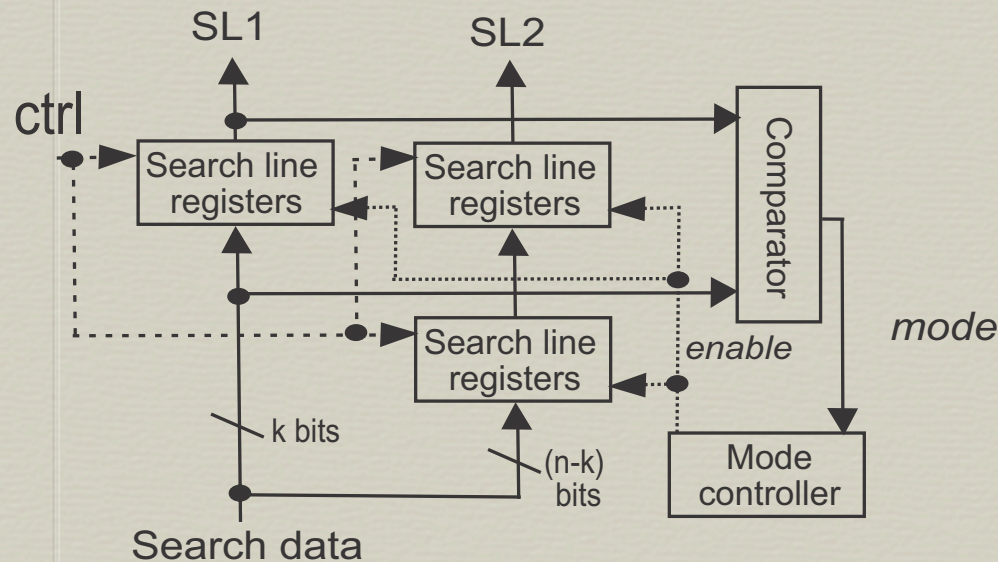 SL1
SL2
ctrl
Search line
registers
Search line
registers
Comparator
Search line
registers
enable
mode
k bits
(n-k)
bits
Mode
controller
Search data